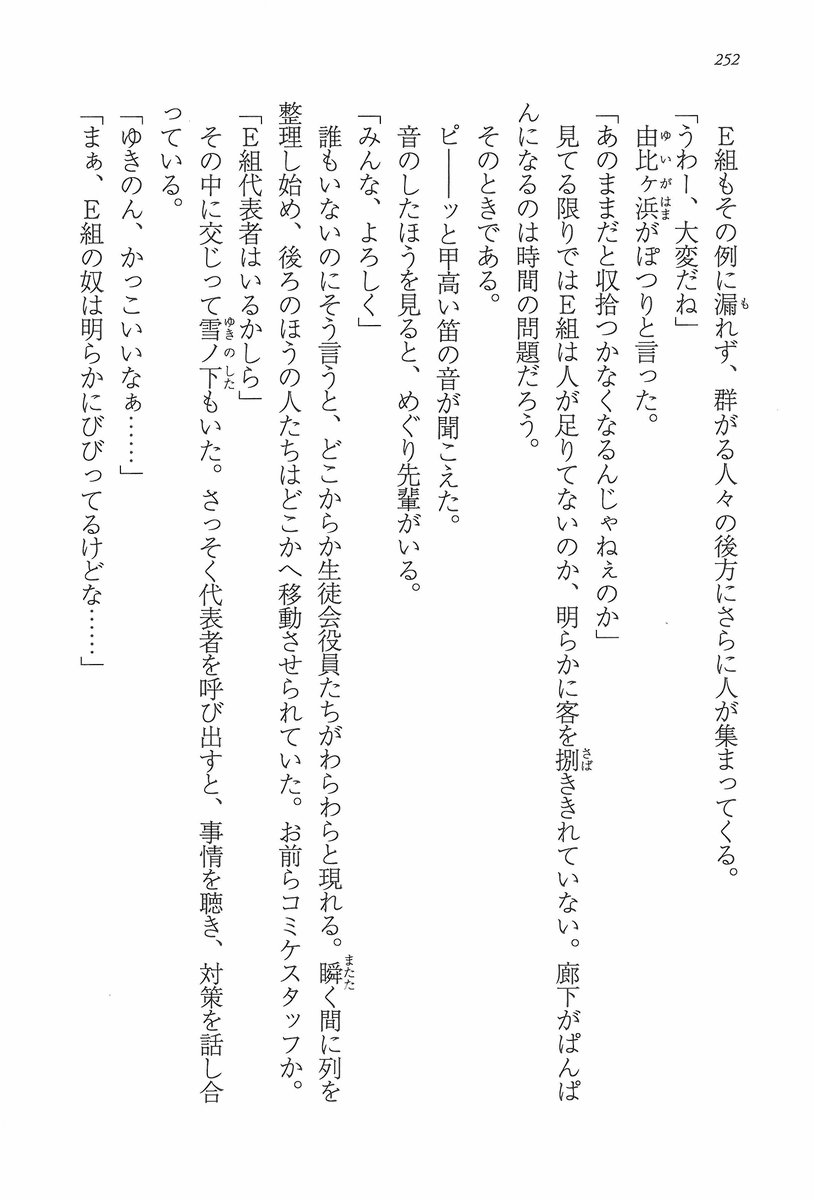 252
E組もその例に漏れず、群がる人々の後方にさらに人が集まってくる。
「うわー、大変だね」
由比ヶ浜がぽつりと言った。
「あのままだと収拾つかなくなるんじゃねぇのか」
見てる限りではE組は人が足りてないのか、明らかに客を捌ききれていない。廊下がぱんぱ
んになるのは時間の問題だろう。
そのときである。
ピ――ッと甲高い笛の音が聞こえた。
音のしたほうを見ると、めぐり先輩がいる。
「みんな、よろしく」
誰もいないのにそう言うと、どこからか生徒会役員たちがわらわらと現れる。瞬く間に列を
整理し始め、後ろのほうの人たちはどこかへ移動させられていた。お前らコミケスタッフか。
「E組代表者はいるかしら」
その中に交じって雪ノ下もいた。さっそく代表者を呼び出すと、事情を聴き、対策を話し合
っている。
「ゆきのん、かっこいいなぁ……」
「まぁ、E組の奴は明らかにびびってるけどな……」